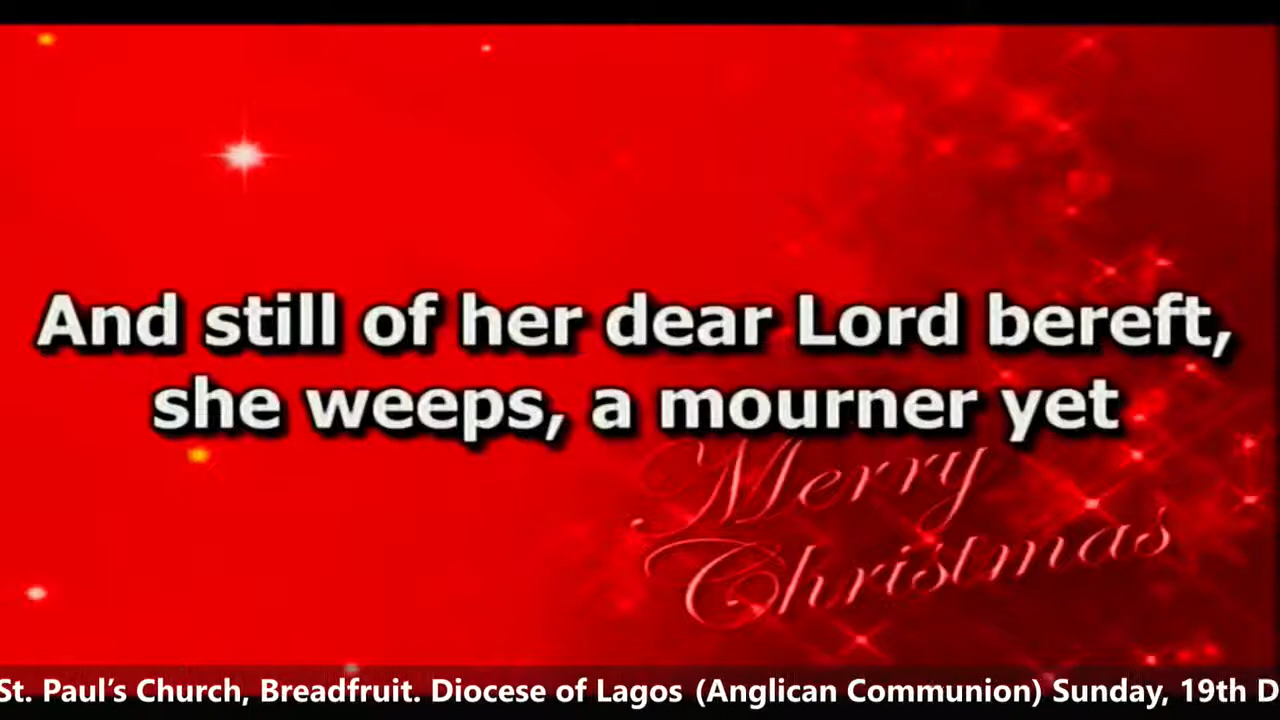 And still of her dear Lord bereft,
she weeps, a mourner yet
Merry
Christmas
St. Paul's Church, Breadfruit. Diocese of Lagos (Anglican Communion) Sunday, 19th D